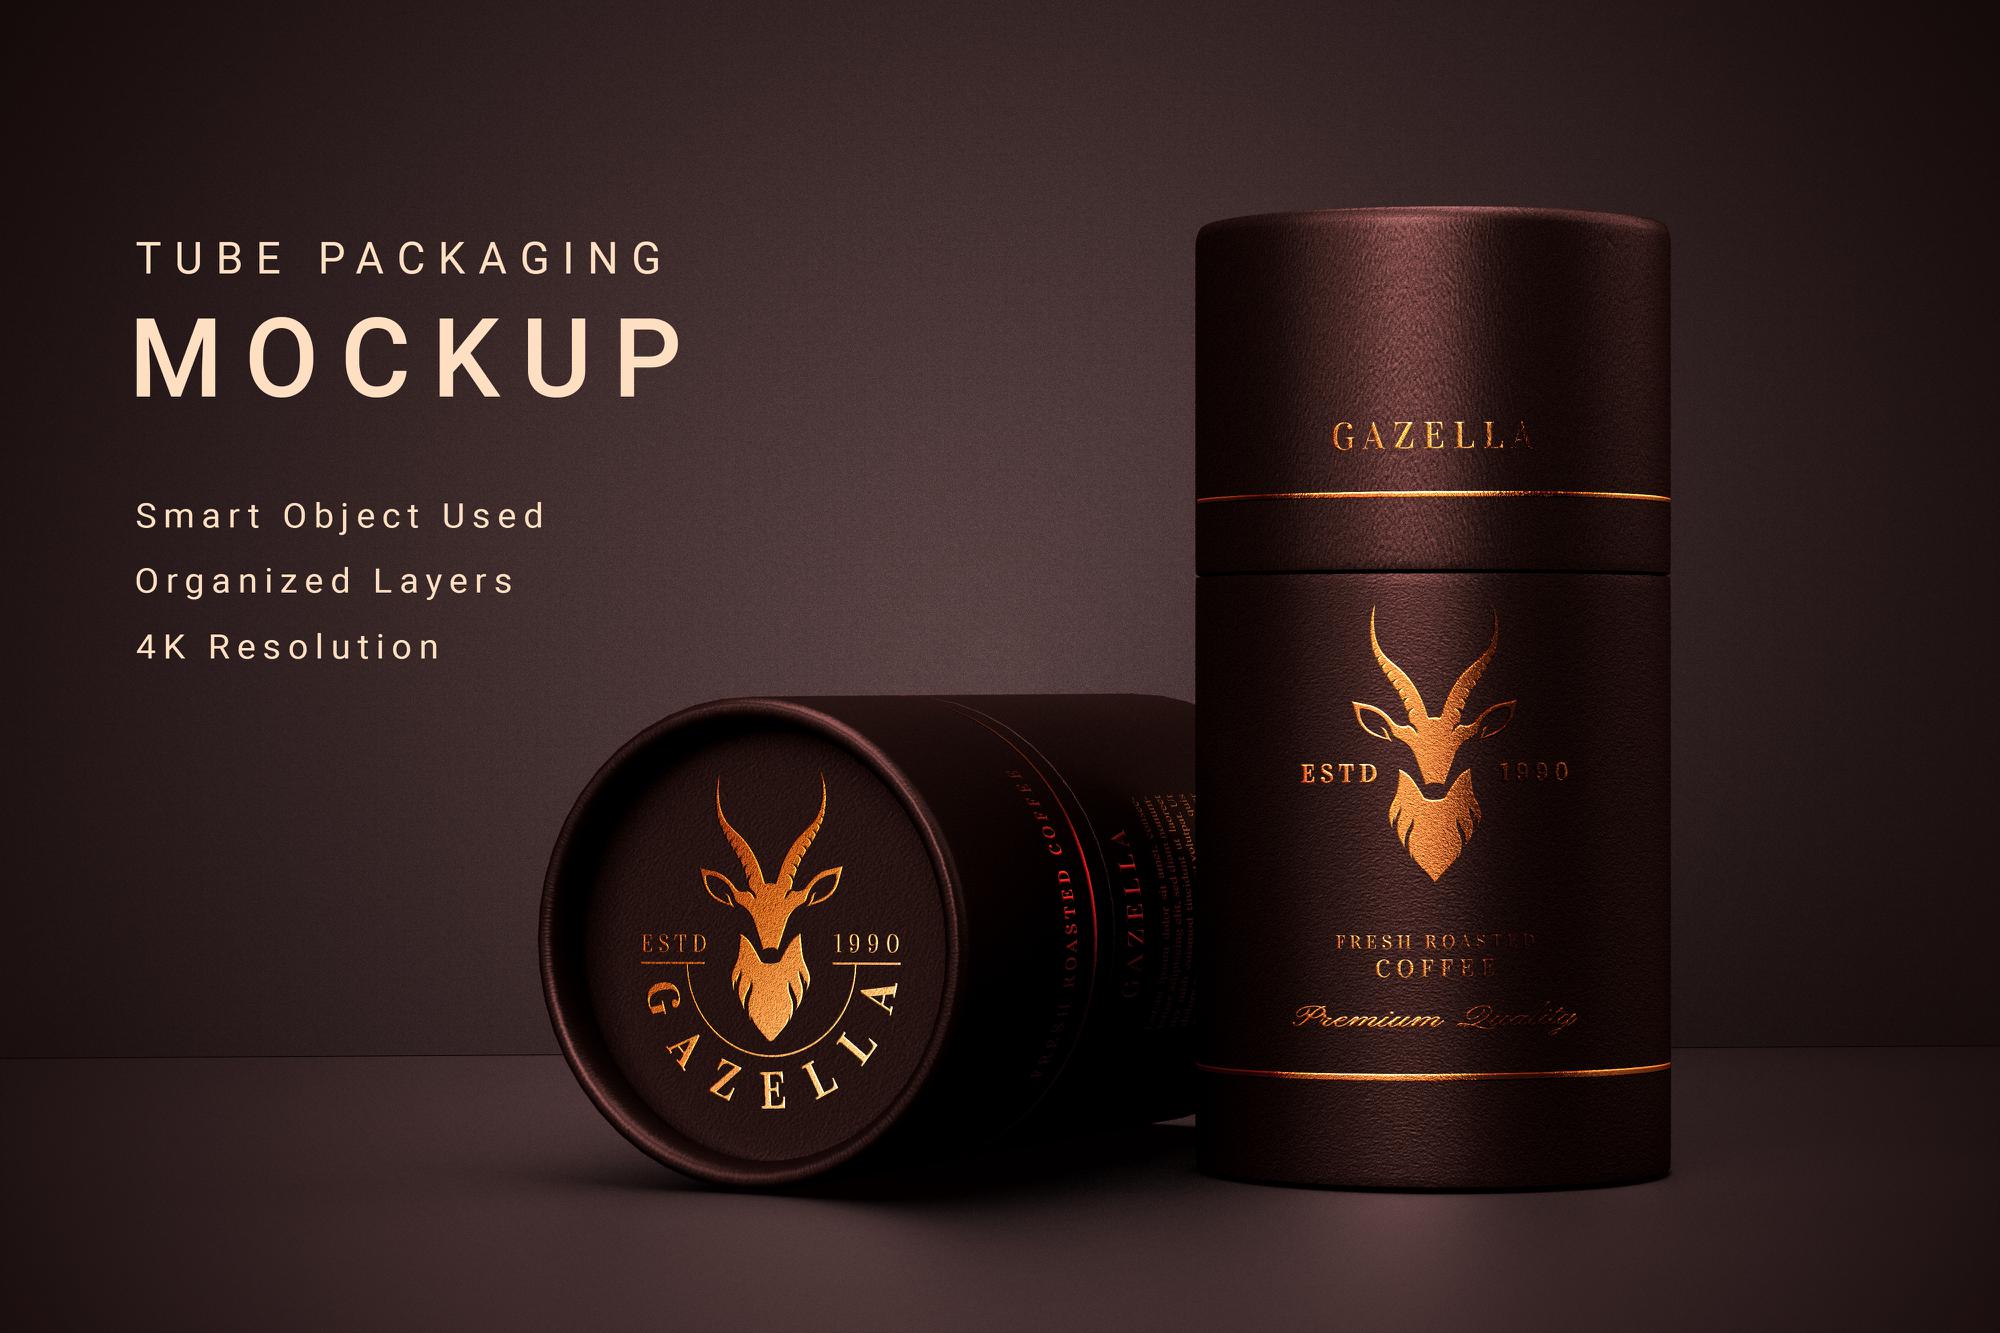 TUBE PACKAGING
MOCKUP
Smart Object Used
Organized Layers
4K Resolution
GAZELLA
ESTD 1990
FRESH ROASTED
COFFEE
Premium Quality
ESTD 1990
GAZELLA
FRESH ROASTED COFFEE
GAZELLA